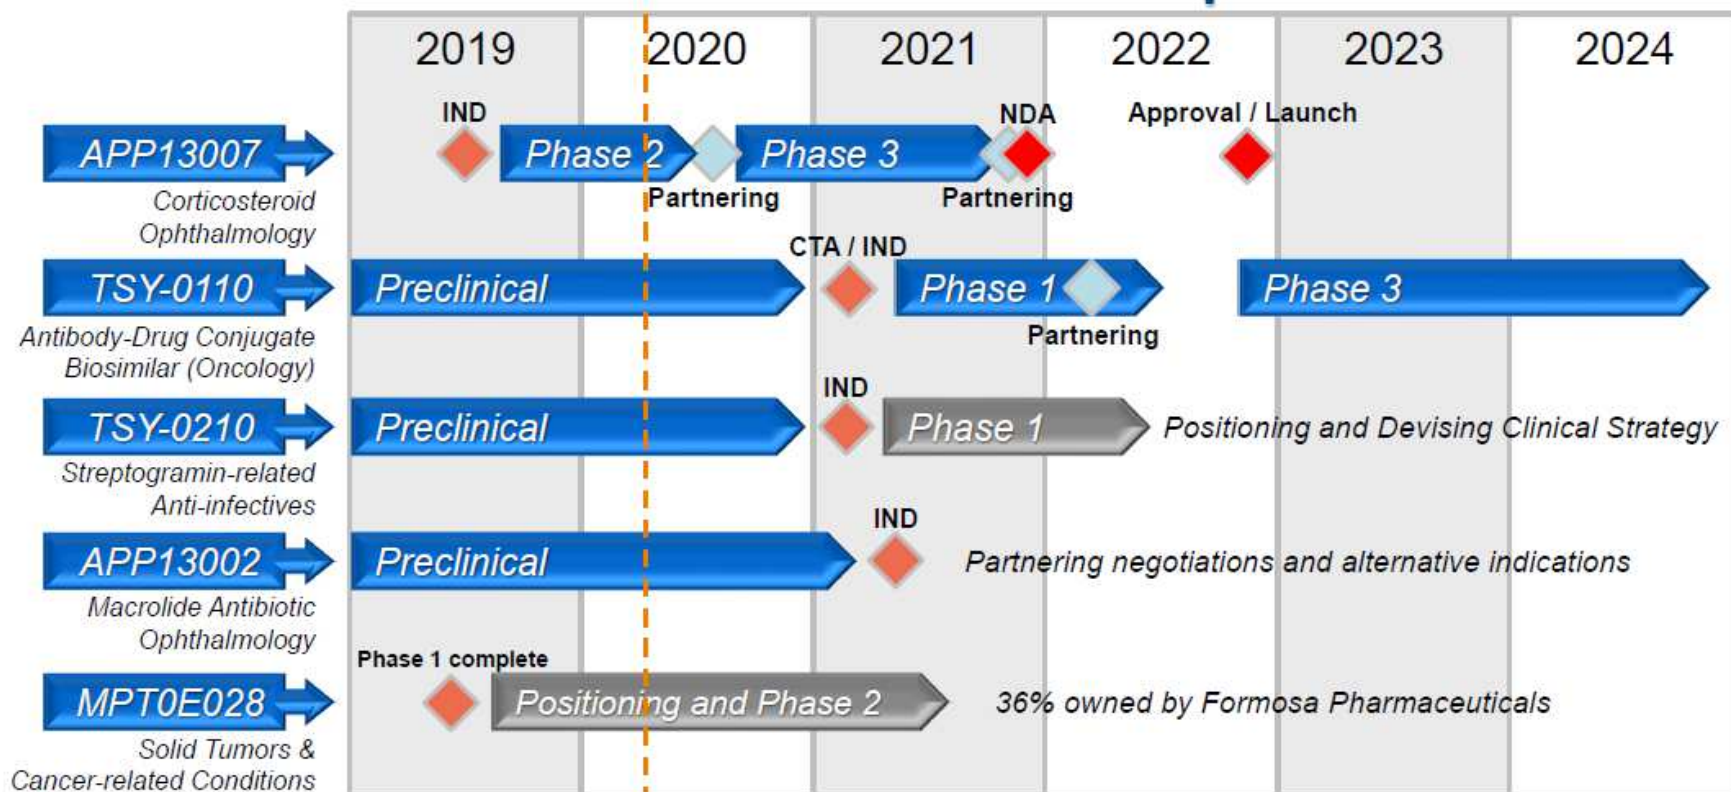 2019 2020 2021 2022 2023 2024
IND NDA Approval / Launch
APP13007 Phase 2 Phase 3
Corticosteroid Partnering Partnering
Ophthalmology
CTA / IND
TSY-0110 Preclinical Phase 1 Phase 3
Antibody-Drug Conjugate Partnering
Biosimilar (Oncology)
IND
TSY-0210 Preclinical Phase 1 Positioning and Devising Clinical Strategy
Streptogramin-related
Anti-infectives
IND
APP13002 Preclinical Partnering negotiations and alternative indications
Macrolide Antibiotic
Ophthalmology
Phase 1 complete
MPT0E028 Positioning and Phase 2 36% owned by Formosa Pharmaceuticals
Solid Tumors &
Cancer-related Conditions